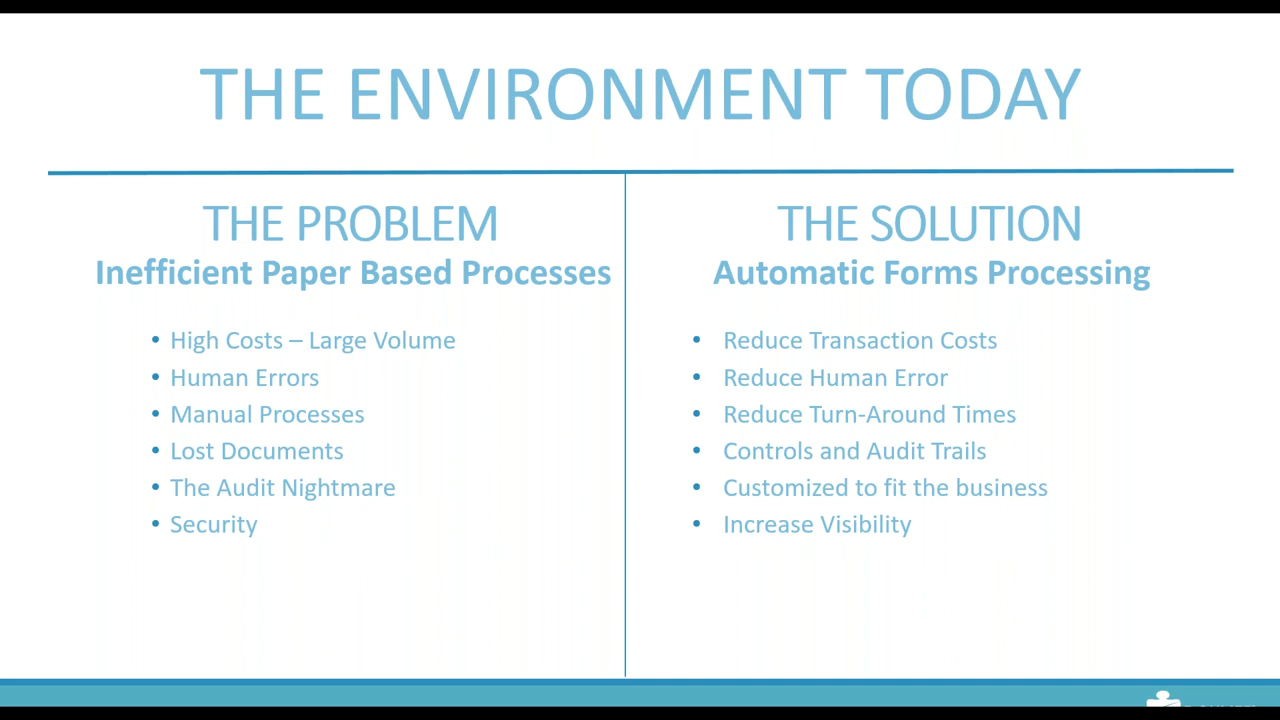 THE ENVIRONMENT TODAY
THE PROBLEM
Inefficient Paper Based Processes
• High Costs – Large Volume
• Human Errors
• Manual Processes
• Lost Documents
• The Audit Nightmare
• Security
THE SOLUTION
Automatic Forms Processing
• Reduce Transaction Costs
• Reduce Human Error
• Reduce Turn-Around Times
• Controls and Audit Trails
• Customized to fit the business
• Increase Visibility